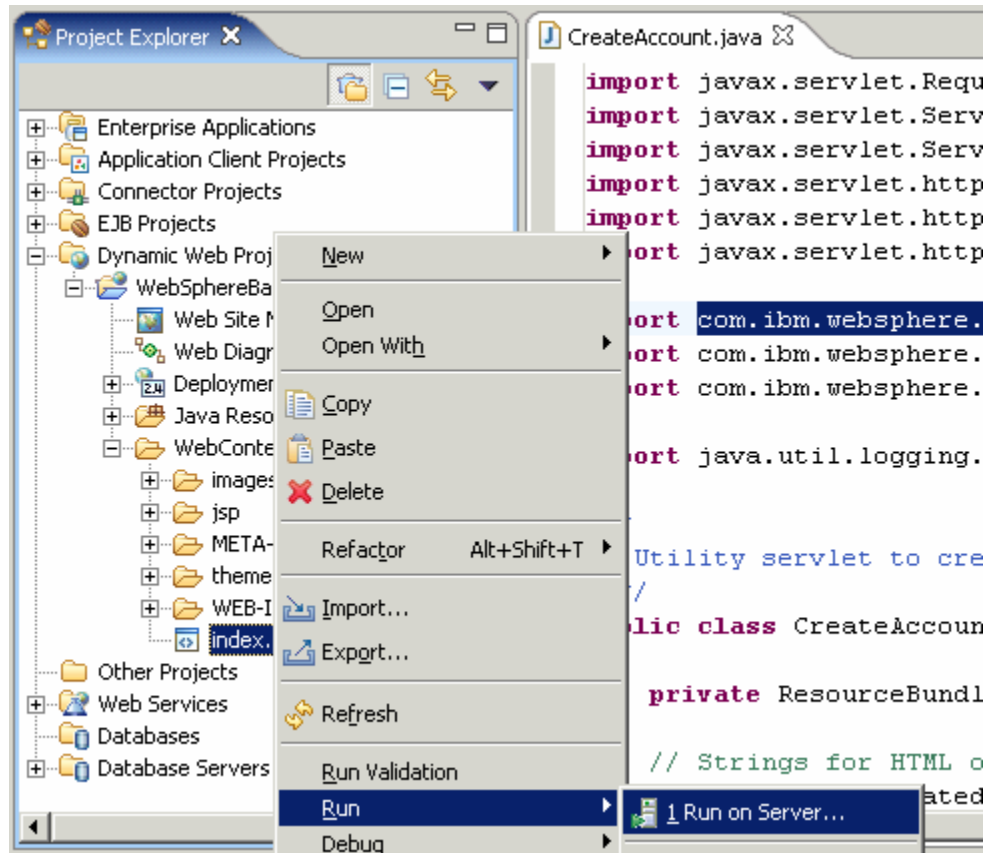 Project Explorer
Enterprise Applications
Application Client Projects
Connector Projects
EJB Projects
Dynamic Web Proj
WebSphereBa
Web Site M
Web Diagr
2.4
Deploymer
Java Reso
WebConte
images
jsp
META-
theme
WEB-I
index.
Other Projects
Web Services
Databases
Database Servers
New
Open
Open With
Copy
Paste
Delete
Refactor Alt+Shift+T
Import...
Export...
Refresh
Run Validation
Run
Debug
1 Run on Server...
J CreateAccount.java
import javax.servlet.Requ
import javax.servlet.Serv
import javax.servlet.Serv
import javax.servlet.http
import javax.servlet.http
port javax.servlet.http
ort com.ibm.websphere.
ort com.ibm.websphere.
ort com.ibm.websphere.
ort java.util.logging.
Utility servlet to cre
/
lic class CreateAccoun
private ResourceBundl
// Strings for HTML o
ated